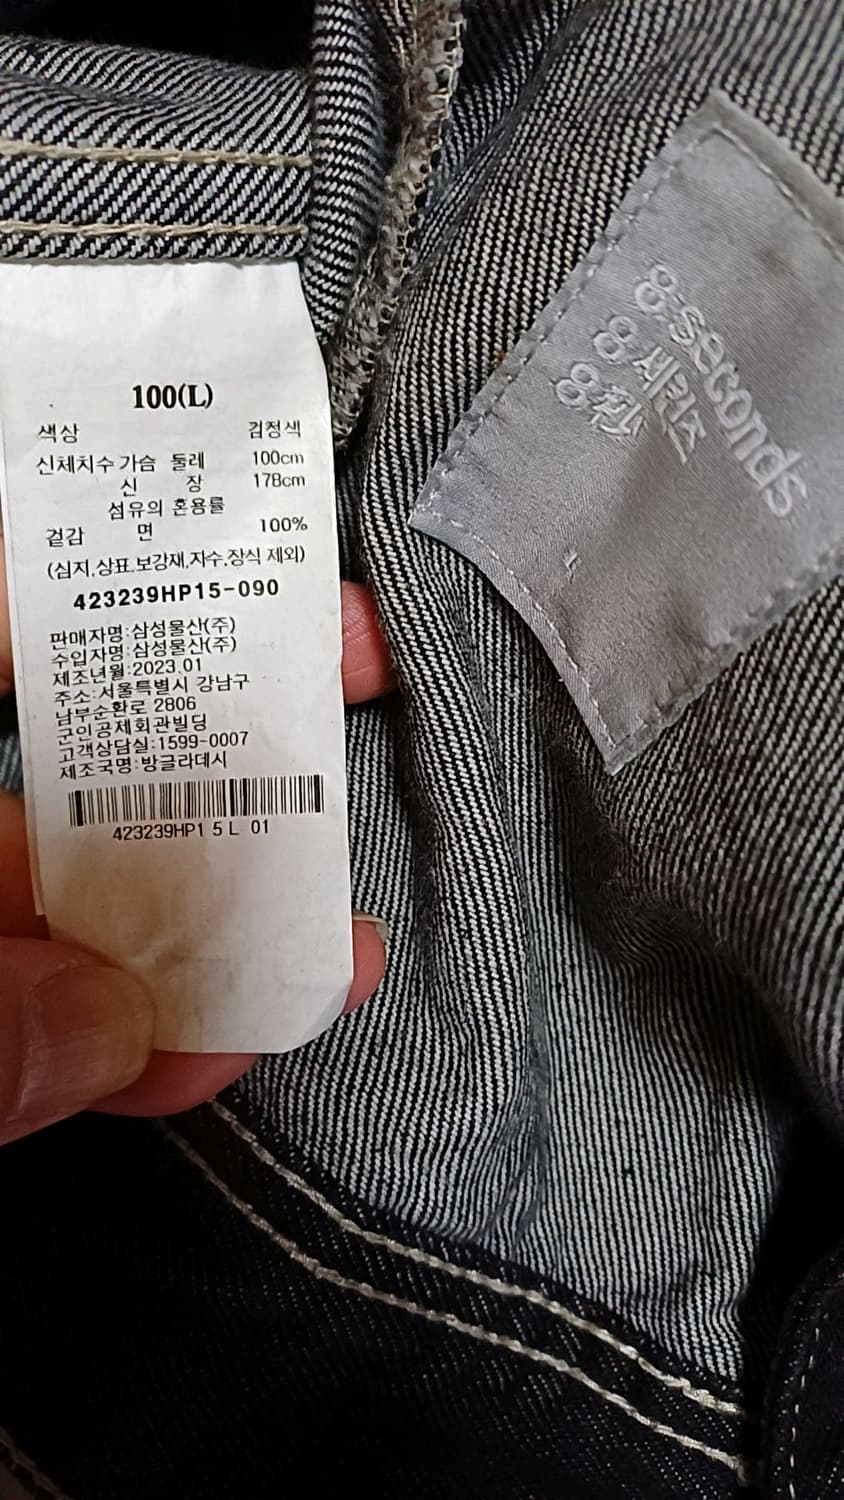 100(L)
색상 검정색
신체치수 가슴 둘레 100cm
신 장 178cm
섬유의 혼용률
겉감 면 100%
(심지,상표,보강재,자수,장식 제외)
423239HP15-090
판매자명:삼성물산(주)
수입자명:삼성물산(주)
제조년월:2023.01
주소:서울특별시 강남구
남부순환로 2806
군인공제회관빌딩
고객상담실:1599-0007
제조국명:방글라데시
423239HP1 5 L 01
8seconds
8세컨즈
8秒
L